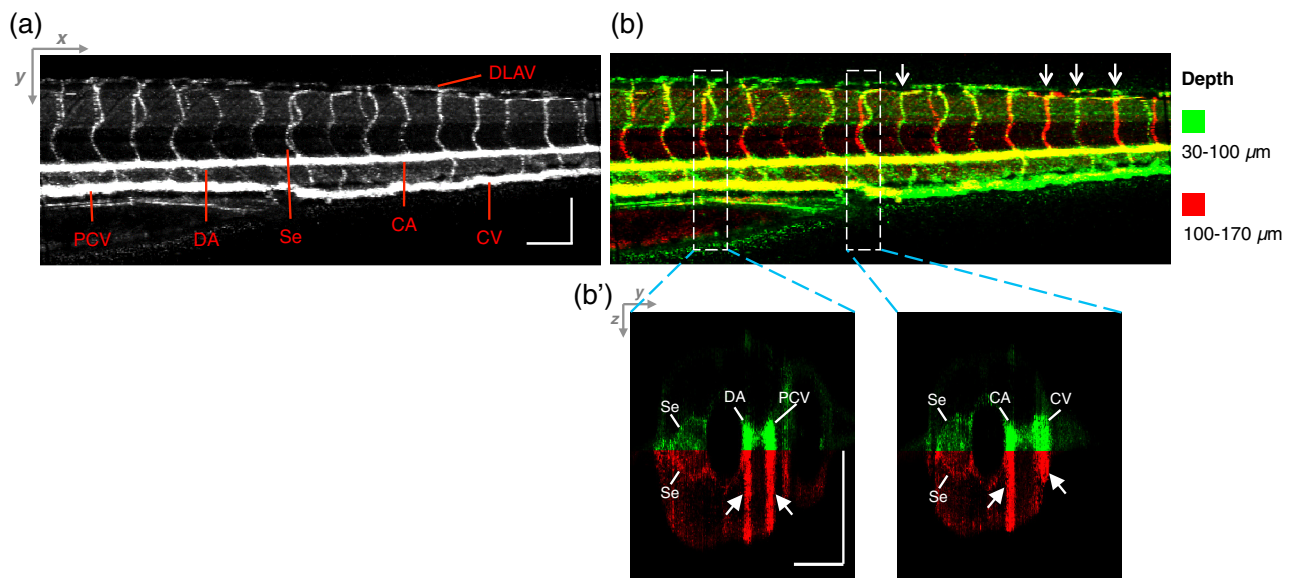 (a)
x
y
DLAV
PCV
DA
Se
CA
CV
(b)
Depth
30-100 µm
100-170 µm
(b’)
y
z
Se
DA
PCV
Se
Se
CA
CV
Se